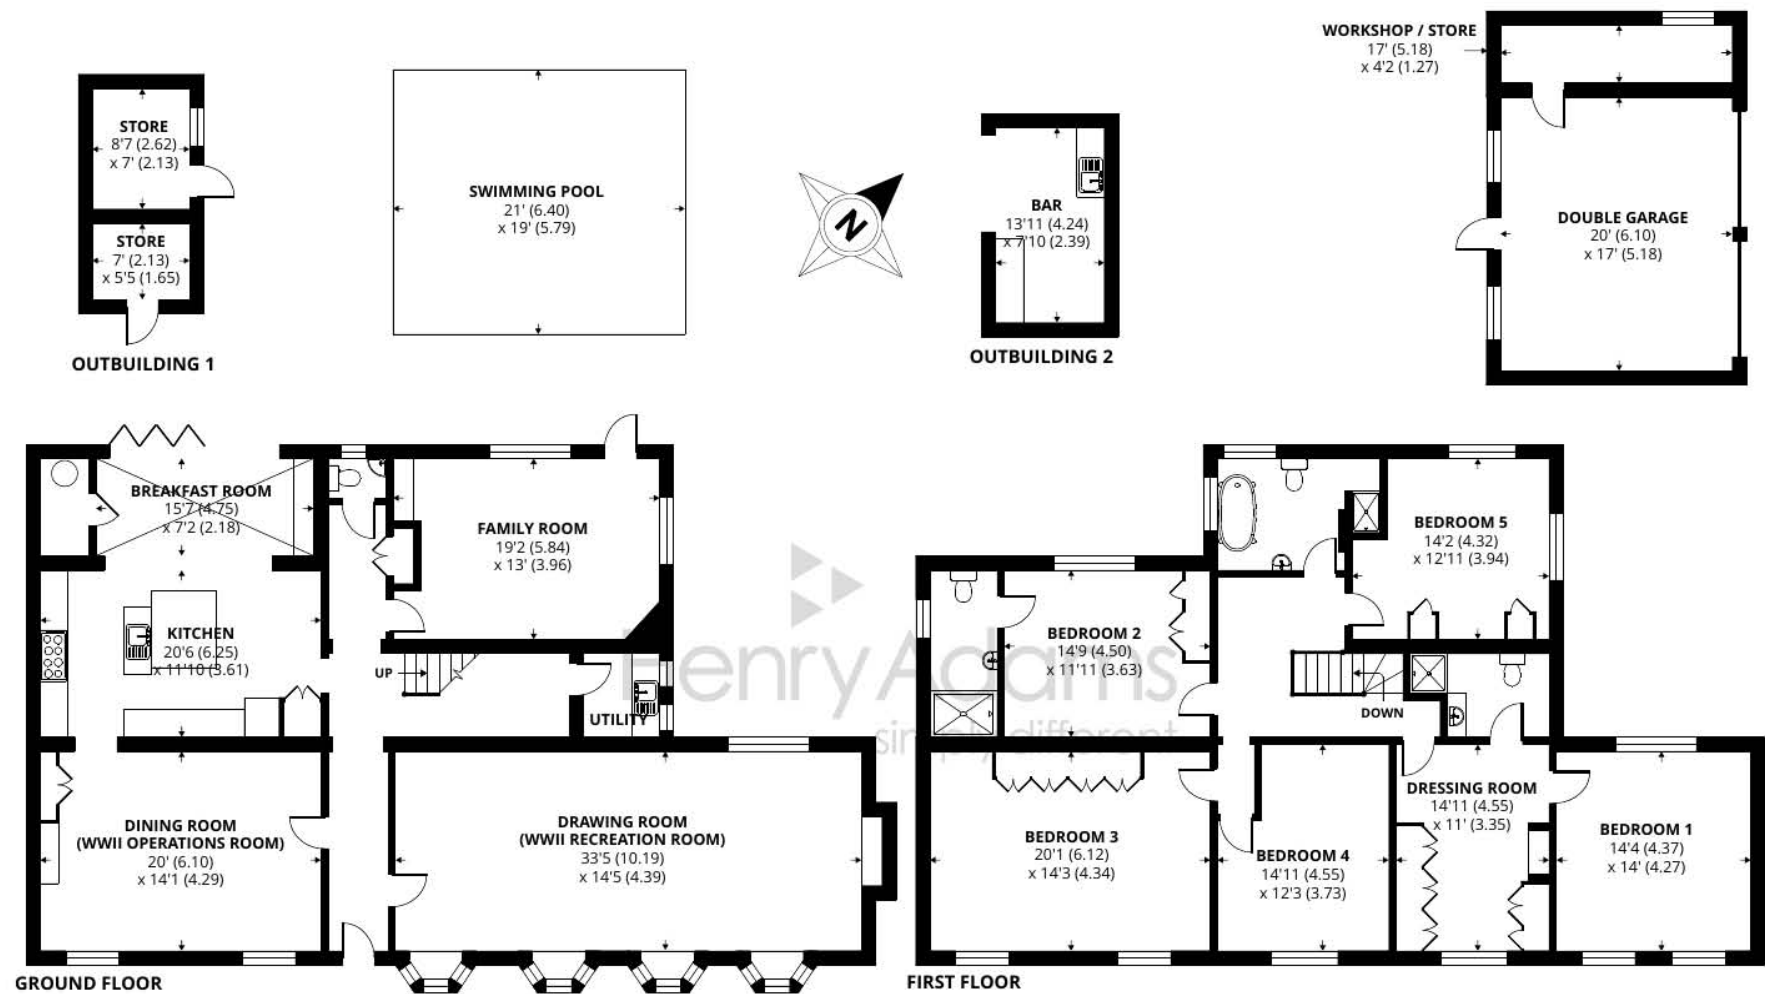 WORKSHOP / STORE
17' (5.18)
x 4'2 (1.27)
STORE
8'7 (2.62)
x 7' (2.13)
STORE
7' (2.13)
x 5'5 (1.65)
OUTBUILDING 1
SWIMMING POOL
21' (6.40)
x 19' (5.79)
N
BAR
13'11 (4.24)
x 7'10 (2.39)
OUTBUILDING 2
DOUBLE GARAGE
20' (6.10)
x 17' (5.18)
BREAKFAST ROOM
15'7 (4.75)
x 7'2 (2.18)
FAMILY ROOM
19'2 (5.84)
x 13' (3.96)
KITCHEN
20'6 (6.25)
x 11'10 (3.61)
UP
UTILITY
DINING ROOM
(WWII OPERATIONS ROOM)
20' (6.10)
x 14'1 (4.29)
DRAWING ROOM
(WWII RECREATION ROOM)
33'5 (10.19)
x 14'5 (4.39)
GROUND FLOOR
HenryAdams
simply different
BEDROOM 5
14'2 (4.32)
x 12'11 (3.94)
BEDROOM 2
14'9 (4.50)
x 11'11 (3.63)
DOWN
BEDROOM 3
20'1 (6.12)
x 14'3 (4.34)
BEDROOM 4
14'11 (4.55)
x 12'3 (3.73)
DRESSING ROOM
14'11 (4.55)
x 11' (3.35)
BEDROOM 1
14'4 (4.37)
x 14' (4.27)
FIRST FLOOR